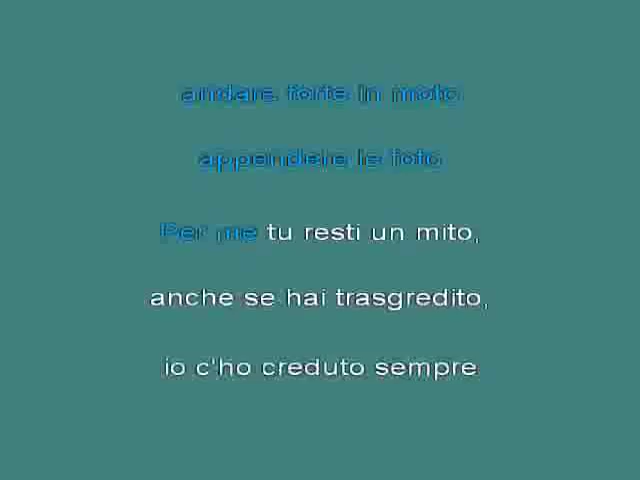 andare forte in moto
appendere le foto
Per me tu resti un mito,
anche se hai trasgredito,
io c'ho creduto sempre